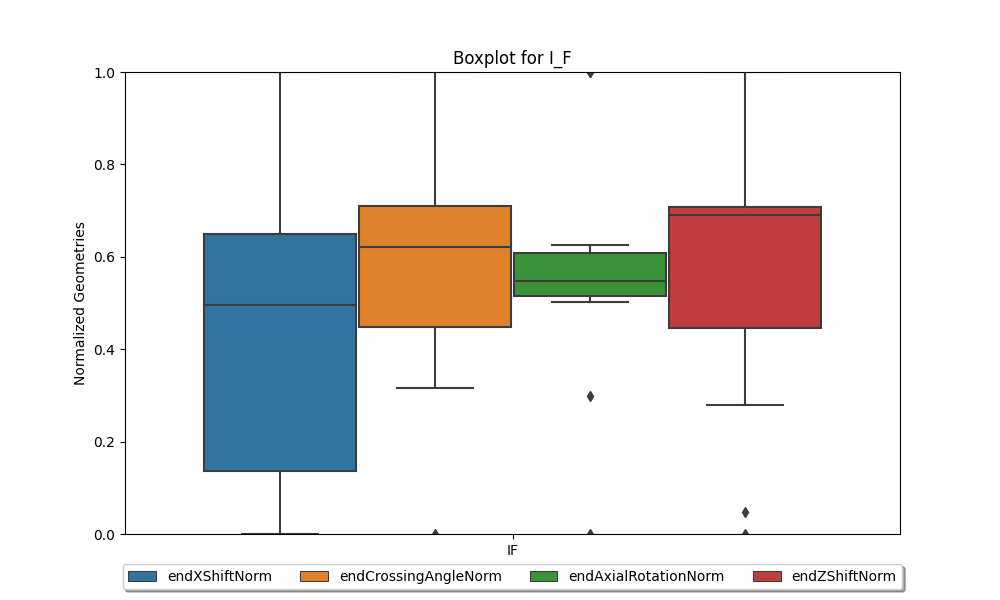 Boxplot for I_F
1.0
0.8
0.6
0.4
0.2
0.0
Normalized Geometries
IF
endXShiftNorm endCrossingAngleNorm endAxialRotationNorm endZShiftNorm